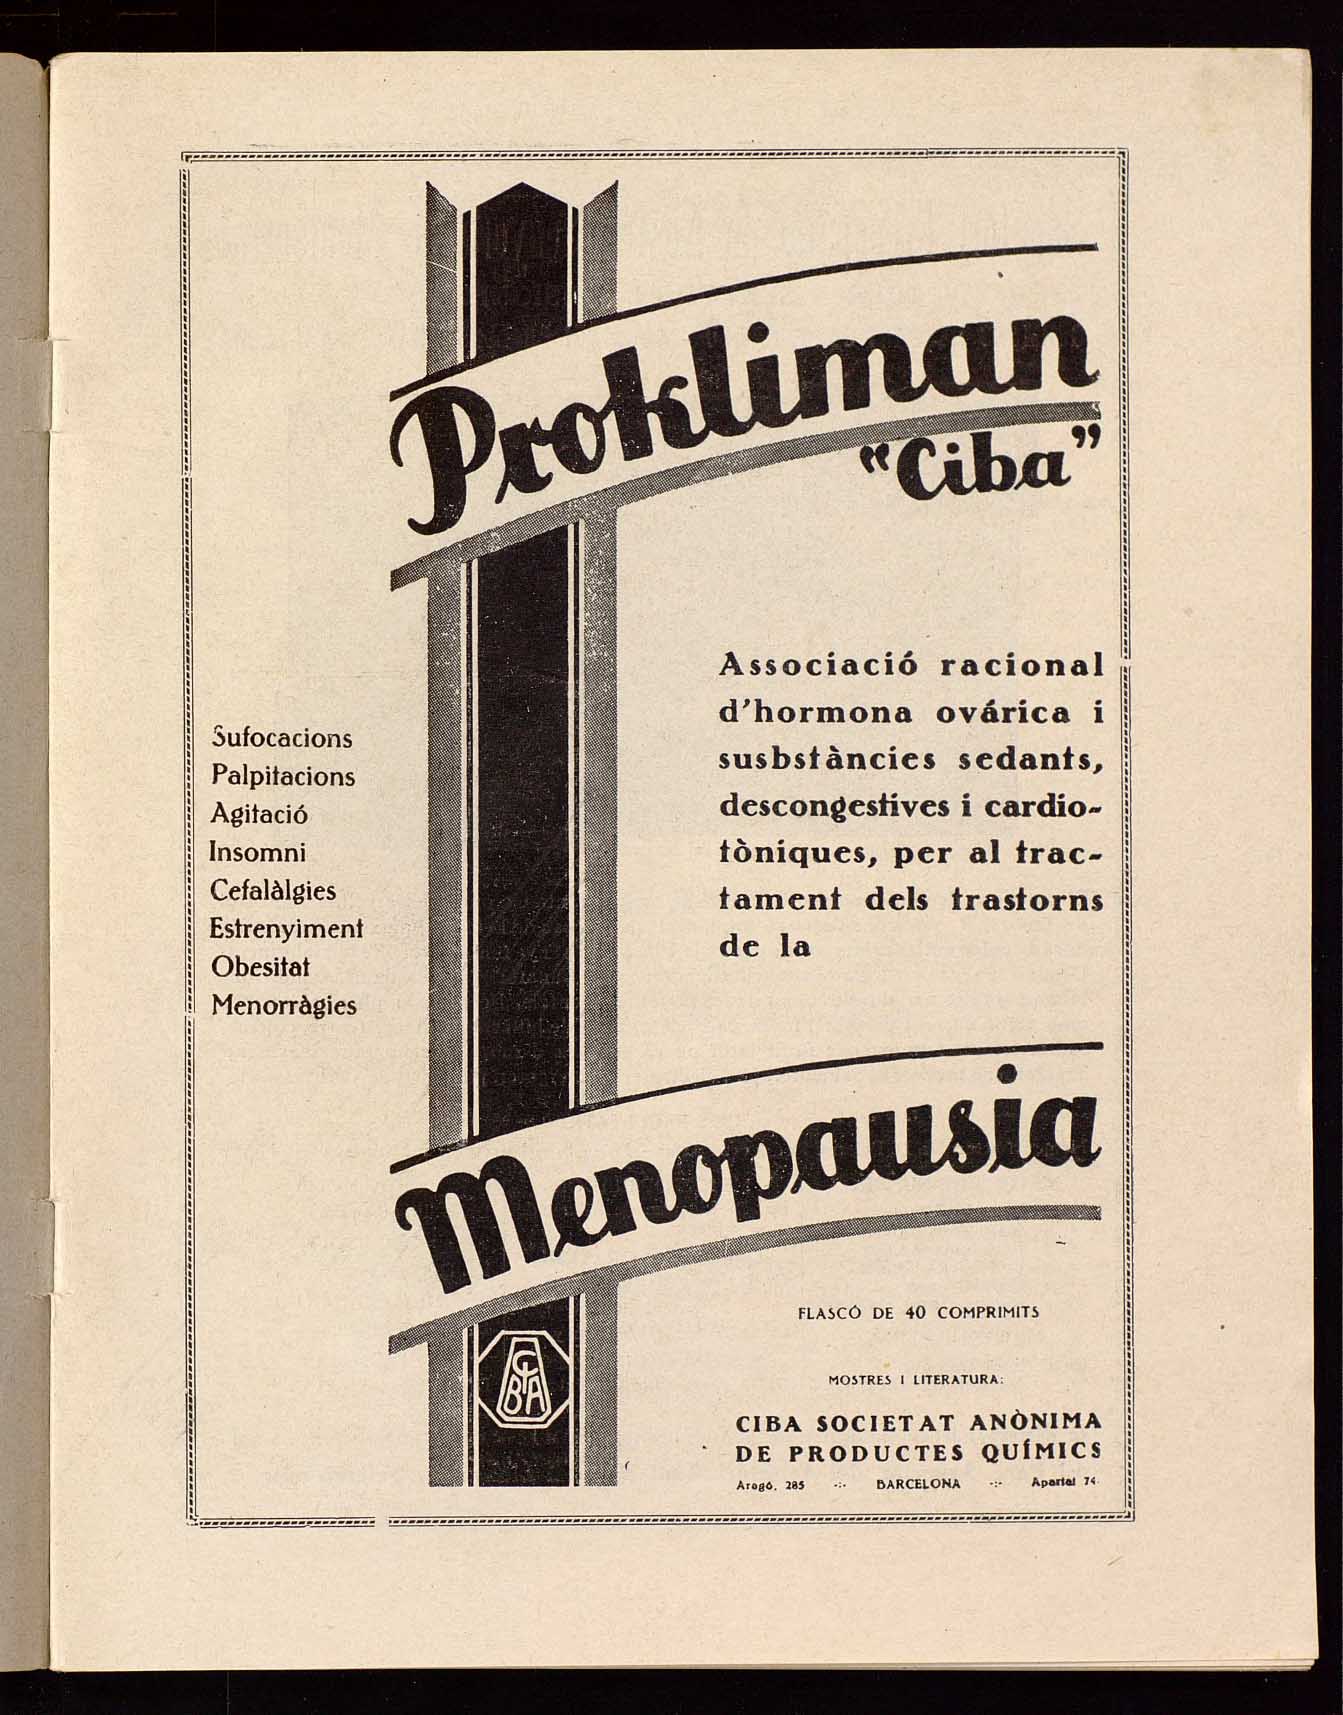 Prokliman
“Ciba”
Associació racional
d’hormona ovárica i
susbstàncies sedants,
descongestives i cardio-
tòniques, per al trac-
tament dels trastorns
de la
Sufocacions
Palpitacions
Agitació
Insomni
Cefalàlgies
Estrenyiment
Obesitat
Menorràgies
Menopausia
FLASCÓ DE 40 COMPRIMITS
MOSTRES I LITERATURA:
CIBA
CIBA SOCIETAT ANÒNIMA
DE PRODUCTES QUÍMICS
Aragó, 285 -:- BARCELONA -:- Apartat 74